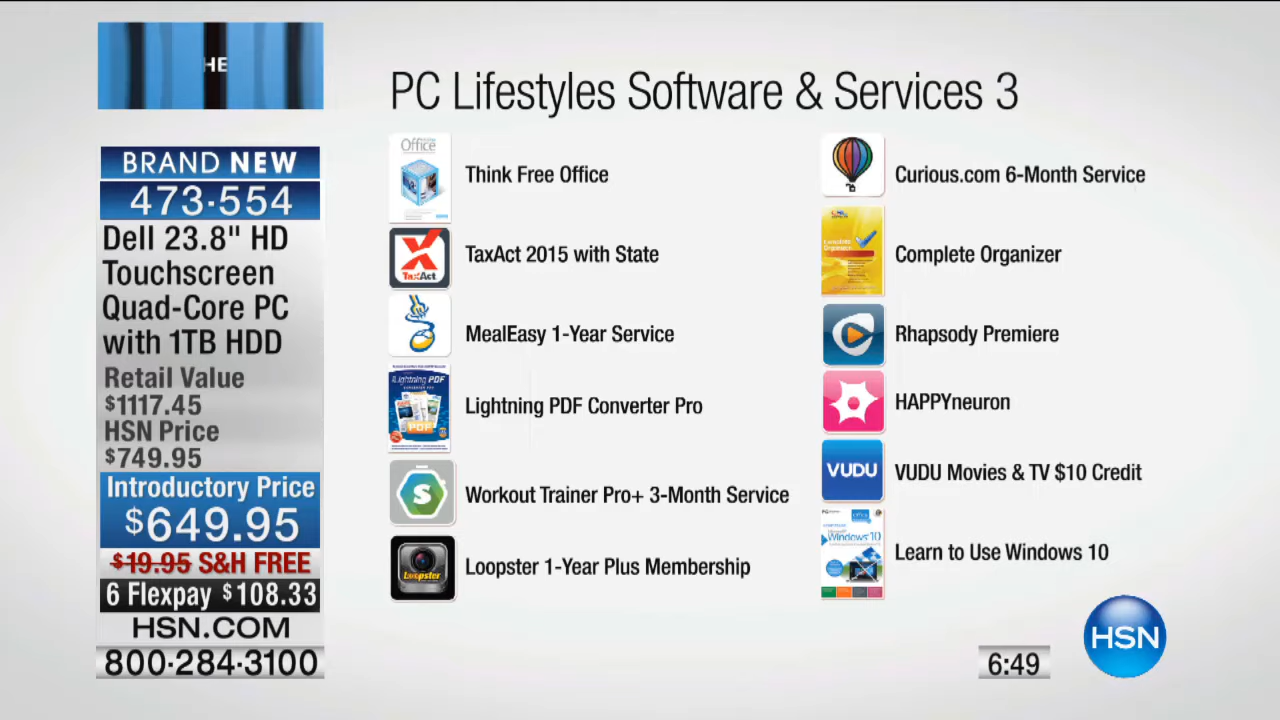 HE
BRAND NEW
473-554
Dell 23.8" HD
Touchscreen
Quad-Core PC
with 1TB HDD
Retail Value
$1117.45
HSN Price
$749.95
Introductory Price
$649.95
$19.95 S&H FREE
6 Flexpay $108.33
HSN.COM
800-284-3100
PC Lifestyles Software & Services 3
Office
Think Free Office
TaxAct
TaxAct 2015 with State
MealEasy 1-Year Service
Lightning PDF
PDF
Lightning PDF Converter Pro
S
Workout Trainer Pro+ 3-Month Service
Loopster
Loopster 1-Year Plus Membership
Curious.com 6-Month Service
Complete Organizer
Rhapsody Premiere
HAPPYneuron
VUDU
VUDU Movies & TV $10 Credit
Windows 10
Learn to Use Windows 10
6:49
HSN